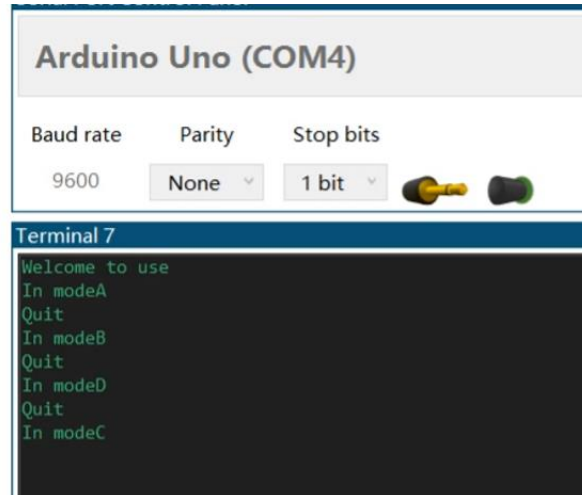 Arduino Uno (COM4)
Baud rate Parity Stop bits
9600 None 1 bit
Terminal 7
Welcome to use
In modeA
Quit
In modeB
Quit
In modeD
Quit
In modeC